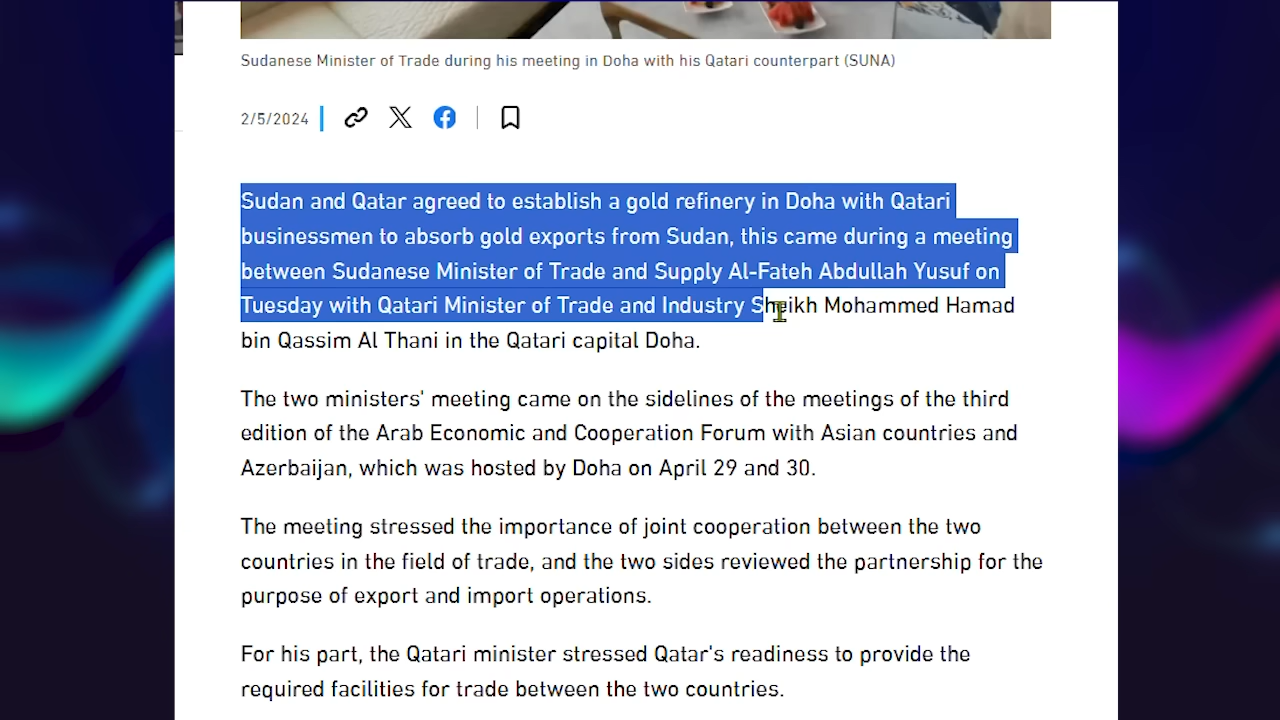 Sudanese Minister of Trade during his meeting in Doha with his Qatari counterpart (SUNA)
2/5/2024
Sudan and Qatar agreed to establish a gold refinery in Doha with Qatari
businessmen to absorb gold exports from Sudan, this came during a meeting
between Sudanese Minister of Trade and Supply Al-Fateh Abdullah Yusuf on
Tuesday with Qatari Minister of Trade and Industry Sheikh Mohammed Hamad
bin Qassim Al Thani in the Qatari capital Doha.
The two ministers' meeting came on the sidelines of the meetings of the third
edition of the Arab Economic and Cooperation Forum with Asian countries and
Azerbaijan, which was hosted by Doha on April 29 and 30.
The meeting stressed the importance of joint cooperation between the two
countries in the field of trade, and the two sides reviewed the partnership for the
purpose of export and import operations.
For his part, the Qatari minister stressed Qatar's readiness to provide the
required facilities for trade between the two countries.